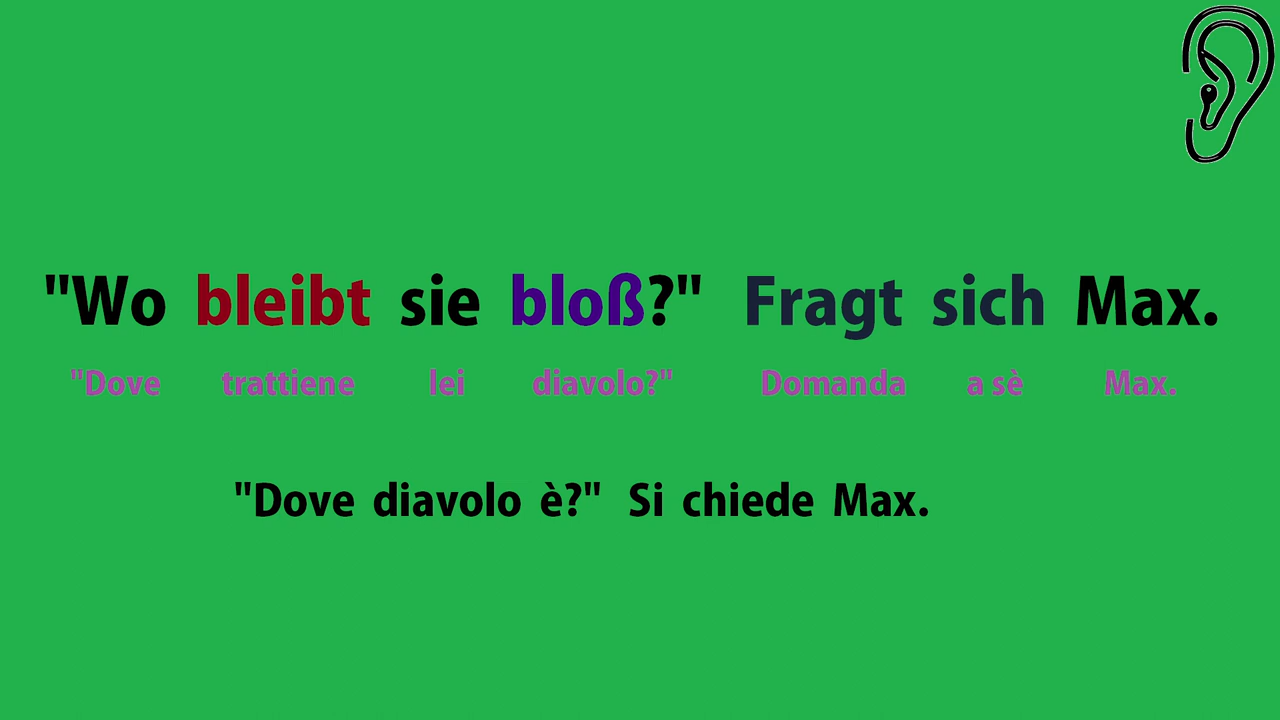 "Wo bleibt sie bloß?" Fragt sich Max.
"Dove trattiene lei diavolo?" Domanda a sè Max.
"Dove diavolo è?" Si chiede Max.